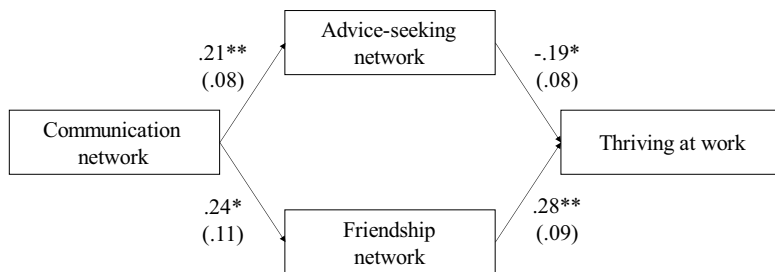 Advice-seeking
network
.21**
(.08)
-.19*
(.08)
Communication
network
Thriving at work
.24*
(.11)
Friendship
network
.28**
(.09)